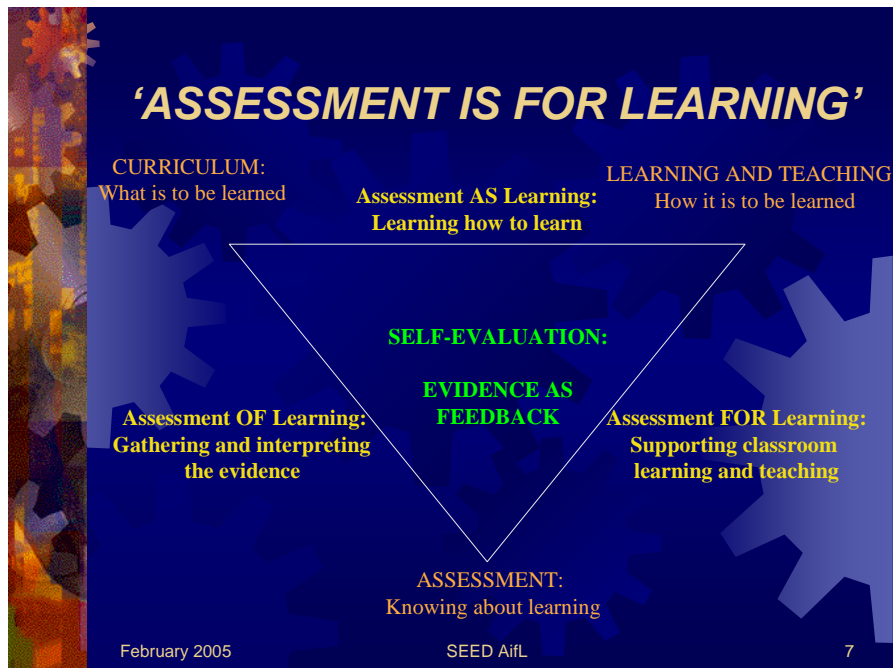 'ASSESSMENT IS FOR LEARNING'
CURRICULUM:
What is to be learned
LEARNING AND TEACHING
How it is to be learned
Assessment AS Learning:
Learning how to learn
SELF-EVALUATION:
EVIDENCE AS
FEEDBACK
Assessment OF Learning:
Gathering and interpreting
the evidence
Assessment FOR Learning:
Supporting classroom
learning and teaching
ASSESSMENT:
Knowing about learning
February 2005
SEED AifL
7